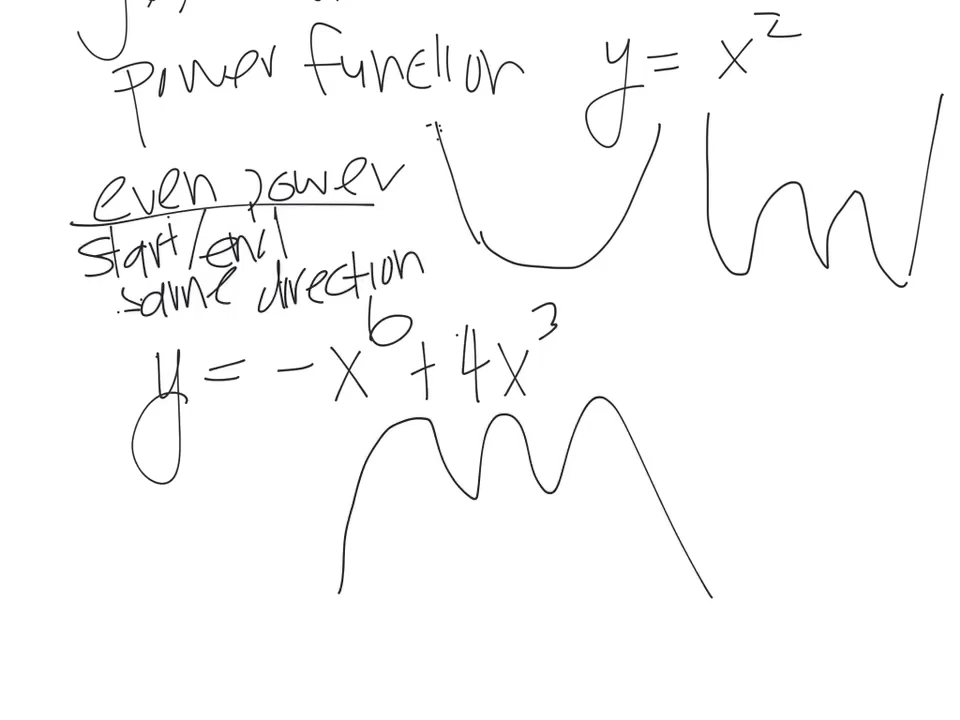 power function y = x²
even power
start/end
same direction
y = -x⁶ + 4x³